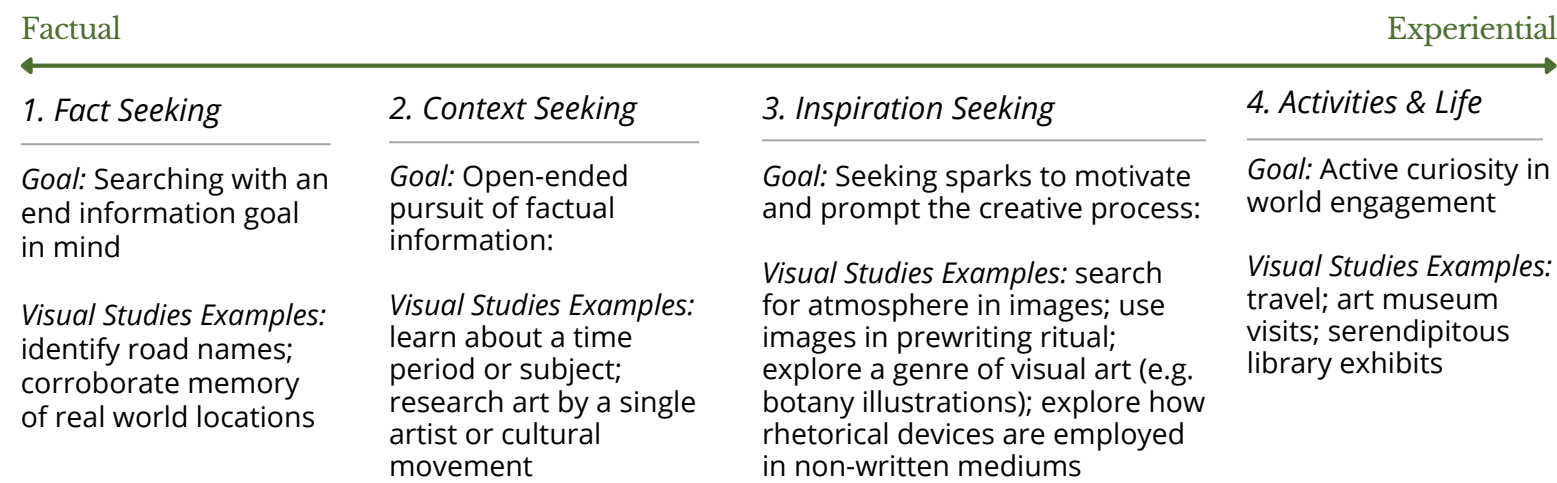 Factual
Experiential
1. Fact Seeking
Goal: Searching with an
end information goal
in mind
Visual Studies Examples:
identify road names;
corroborate memory
of real world locations
2. Context Seeking
Goal: Open-ended
pursuit of factual
information:
Visual Studies Examples:
learn about a time
period or subject;
research art by a single
artist or cultural
movement
3. Inspiration Seeking
Goal: Seeking sparks to motivate
and prompt the creative process:
Visual Studies Examples: search
for atmosphere in images; use
images in prewriting ritual;
explore a genre of visual art (e.g.
botany illustrations); explore how
rhetorical devices are employed
in non-written mediums
4. Activities & Life
Goal: Active curiosity in
world engagement
Visual Studies Examples:
travel; art museum
visits; serendipitous
library exhibits